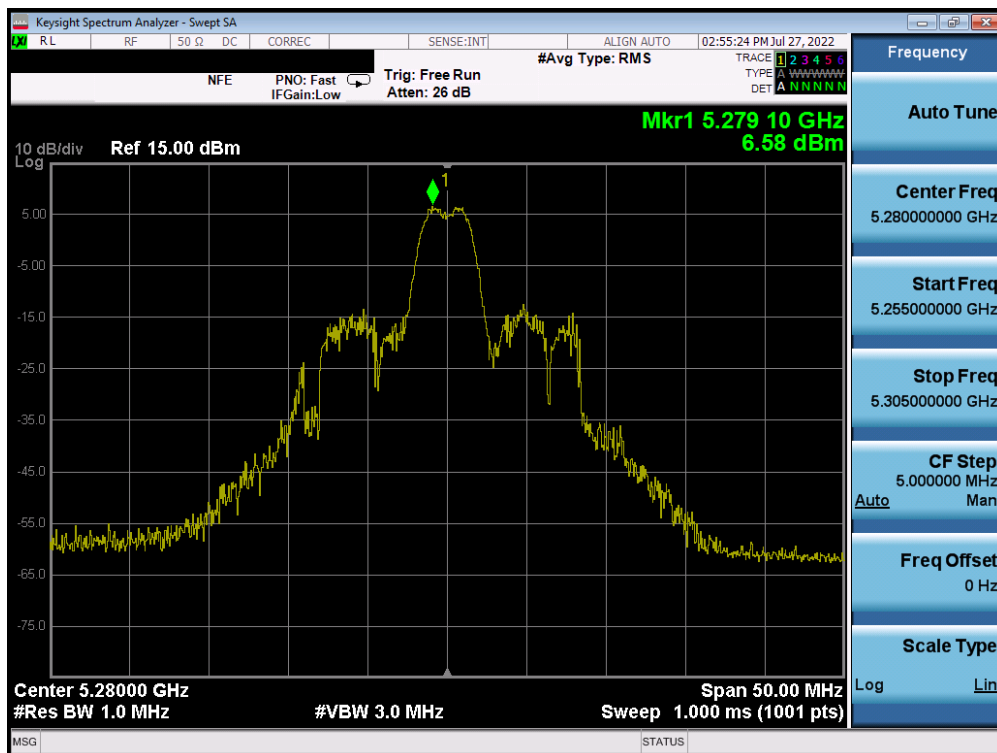 Keysight Spectrum Analyzer - Swept SA
LXI RL RF 50 Ω DC CORREC SENSE:INT ALIGN AUTO 02:55:24 PM Jul 27, 2022
NFE PNO: Fast Trig: Free Run #Avg Type: RMS TRACE 1 2 3 4 5 6
IFGain:Low Atten: 26 dB TYPE A WWWWW
DET A N N N N N
Mkr1 5.279 10 GHz
6.58 dBm
10 dB/div Ref 15.00 dBm
Log
1
5.00
-5.00
-15.0
-25.0
-35.0
-45.0
-55.0
-65.0
-75.0
Center 5.28000 GHz Span 50.00 MHz
#Res BW 1.0 MHz #VBW 3.0 MHz Sweep 1.000 ms (1001 pts)
MSG STATUS
Frequency
Auto Tune
Center Freq
5.280000000 GHz
Start Freq
5.255000000 GHz
Stop Freq
5.305000000 GHz
CF Step
5.000000 MHz
Auto Man
Freq Offset
0 Hz
Scale Type
Log Lin